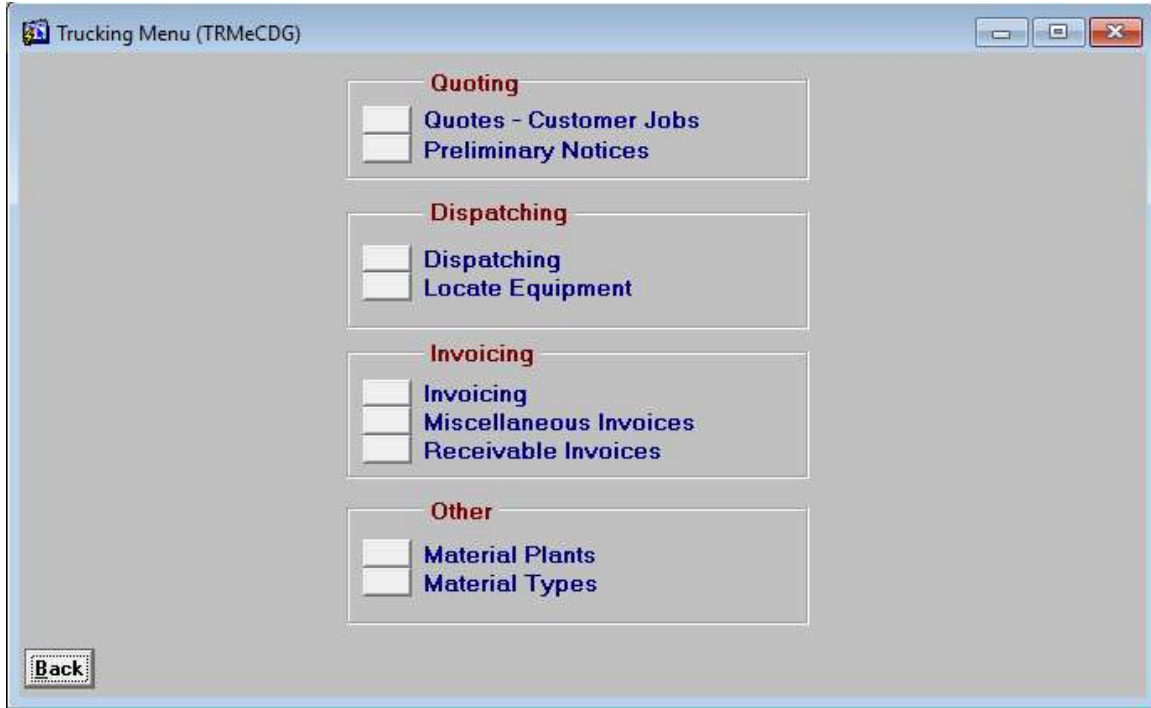 Trucking Menu (TRMeCDG)
Quoting
Quotes - Customer Jobs
Preliminary Notices
Dispatching
Dispatching
Locate Equipment
Invoicing
Invoicing
Miscellaneous Invoices
Receivable Invoices
Other
Material Plants
Material Types
Back